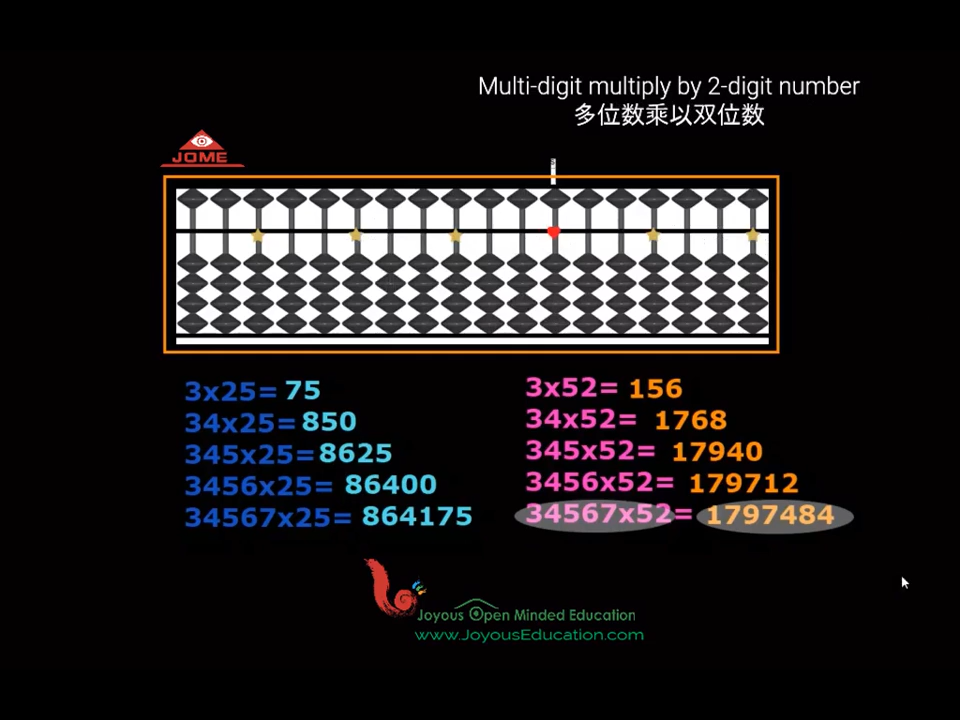 Multi-digit multiply by 2-digit number
多位数乘以双位数
JOME
3x25= 75
34x25= 850
345x25= 8625
3456x25= 86400
34567x25= 864175
3x52= 156
34x52= 1768
345x52= 17940
3456x52= 179712
34567x52= 1797484
Joyous Open Minded Education
www.JoyousEducation.com